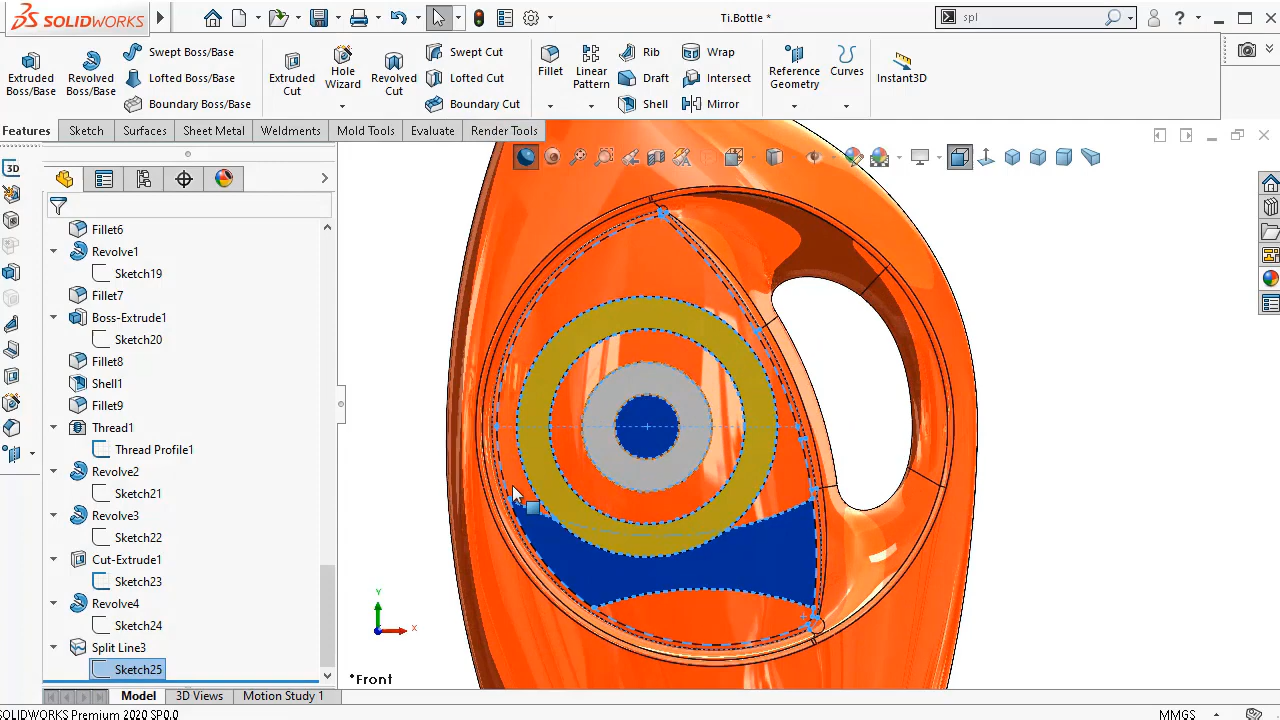 SOLIDWORKS
Ti.Bottle *
spl
Extruded Boss/Base
Revolved Boss/Base
Swept Boss/Base
Lofted Boss/Base
Boundary Boss/Base
Extruded Cut
Hole Wizard
Revolved Cut
Swept Cut
Lofted Cut
Boundary Cut
Fillet
Linear Pattern
Rib
Draft
Shell
Wrap
Intersect
Mirror
Reference Geometry
Curves
Instant3D
Features
Sketch
Surfaces
Sheet Metal
Weldments
Mold Tools
Evaluate
Render Tools
3D
Fillet6
Revolve1
Sketch19
Fillet7
Boss-Extrude1
Sketch20
Fillet8
Shell1
Fillet9
Thread1
Thread Profile1
Revolve2
Sketch21
Revolve3
Sketch22
Cut-Extrude1
Sketch23
Revolve4
Sketch24
Split Line3
Sketch25
Y
X
*Front
Model
3D Views
Motion Study 1
SOLIDWORKS Premium 2020 SP0.0
MMGS